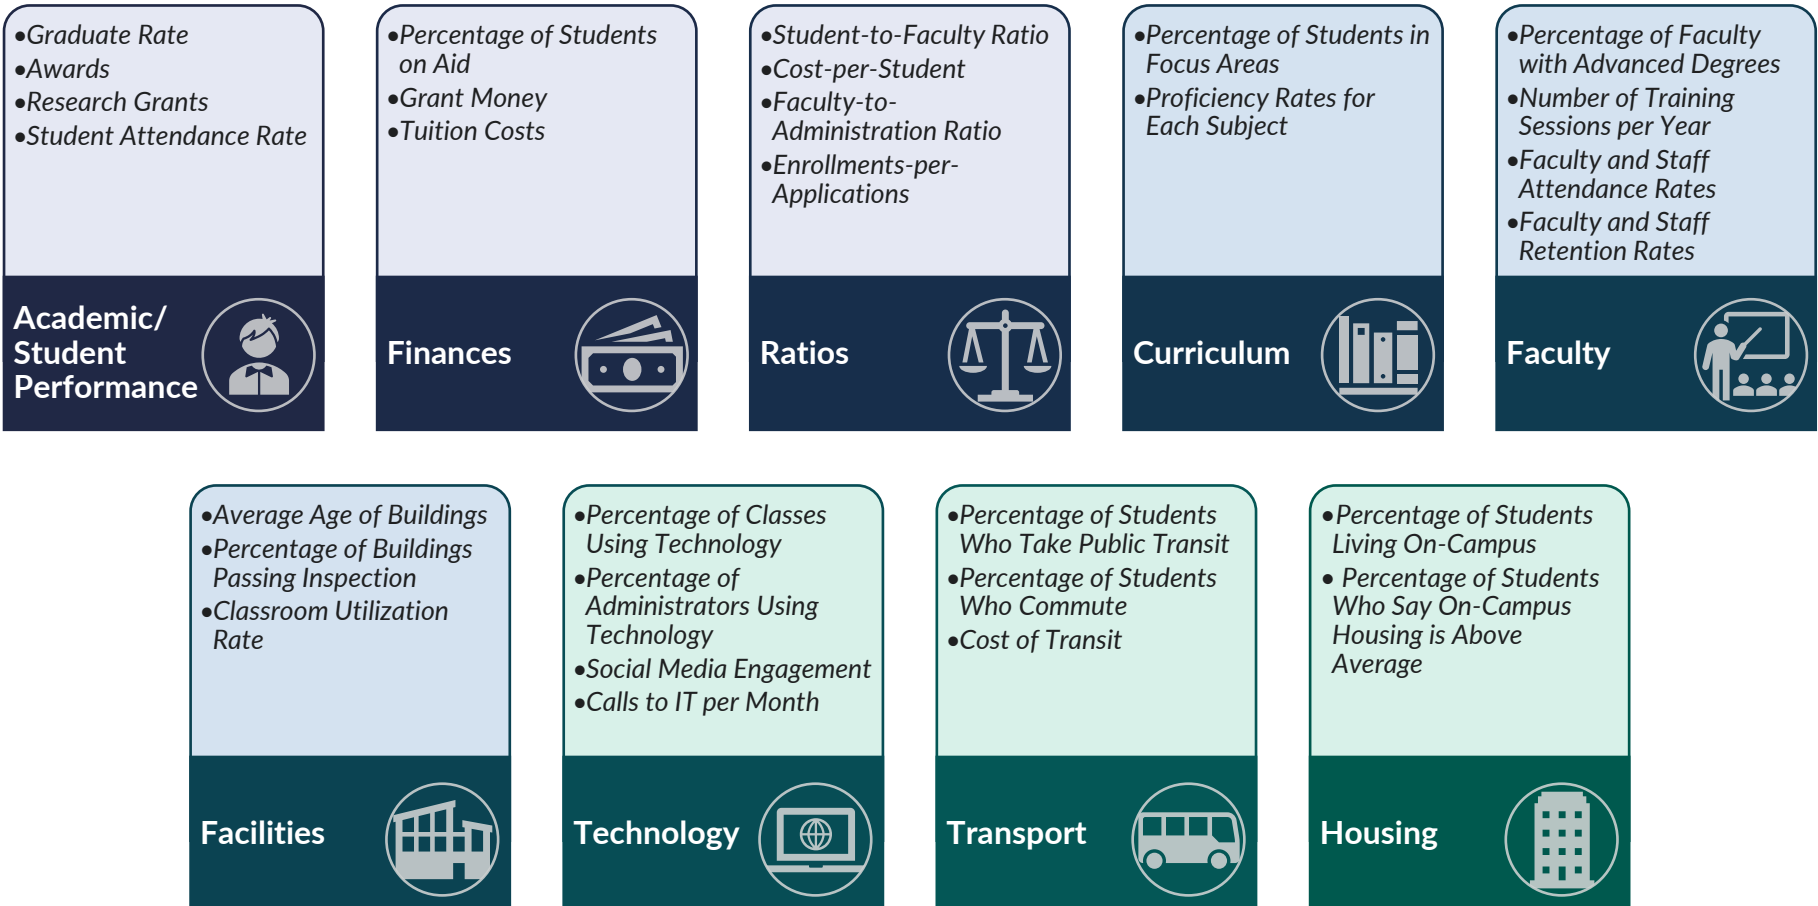 •Graduate Rate
•Awards
•Research Grants
•Student Attendance Rate
Academic/
Student
Performance
•Percentage of Students
on Aid
•Grant Money
•Tuition Costs
Finances
•Student-to-Faculty Ratio
•Cost-per-Student
•Faculty-to-
Administration Ratio
•Enrollments-per-
Applications
Ratios
•Percentage of Students in
Focus Areas
•Proficiency Rates for
Each Subject
Curriculum
•Percentage of Faculty
with Advanced Degrees
•Number of Training
Sessions per Year
•Faculty and Staff
Attendance Rates
•Faculty and Staff
Retention Rates
Faculty
•Average Age of Buildings
•Percentage of Buildings
Passing Inspection
•Classroom Utilization
Rate
Facilities
•Percentage of Classes
Using Technology
•Percentage of
Administrators Using
Technology
•Social Media Engagement
•Calls to IT per Month
Technology
•Percentage of Students
Who Take Public Transit
•Percentage of Students
Who Commute
•Cost of Transit
Transport
•Percentage of Students
Living On-Campus
• Percentage of Students
Who Say On-Campus
Housing is Above
Average
Housing